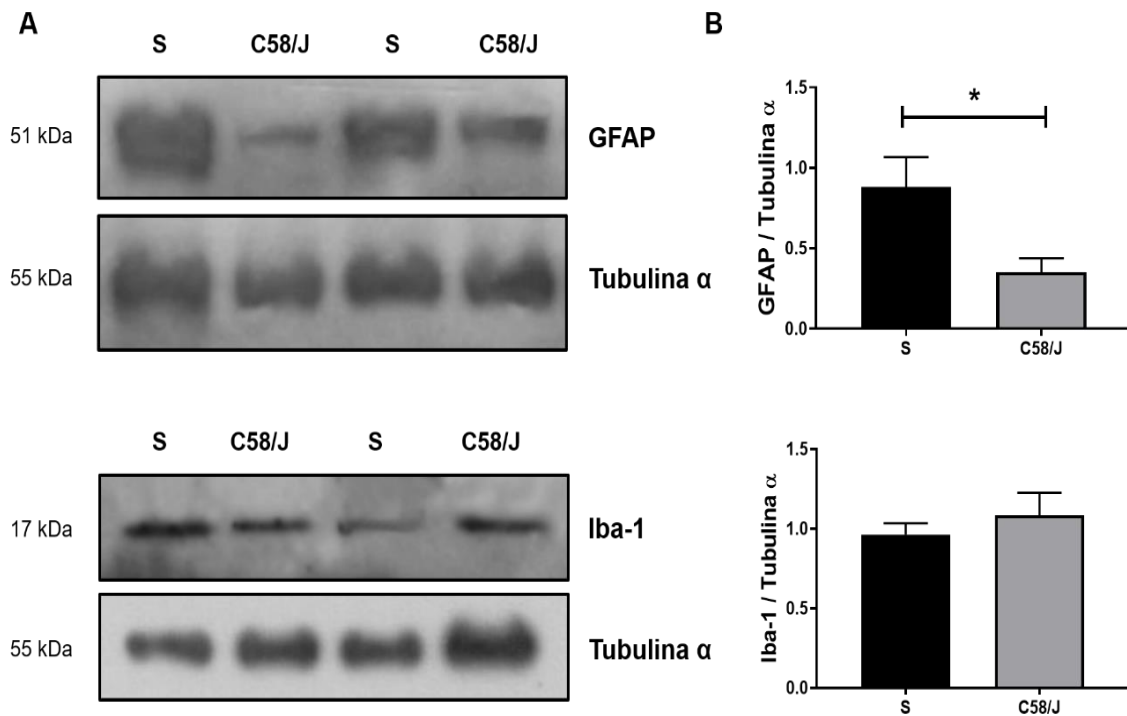 A
S C58/J S C58/J
51 kDa
GFAP
55 kDa
Tubulina α
S C58/J S C58/J
17 kDa
Iba-1
55 kDa
Tubulina α
B
GFAP / Tubulina α
1.5
*
1.0
0.5
0.0
S C58/J
Iba-1 / Tubulina α
1.5
1.0
0.5
0.0
S C58/J